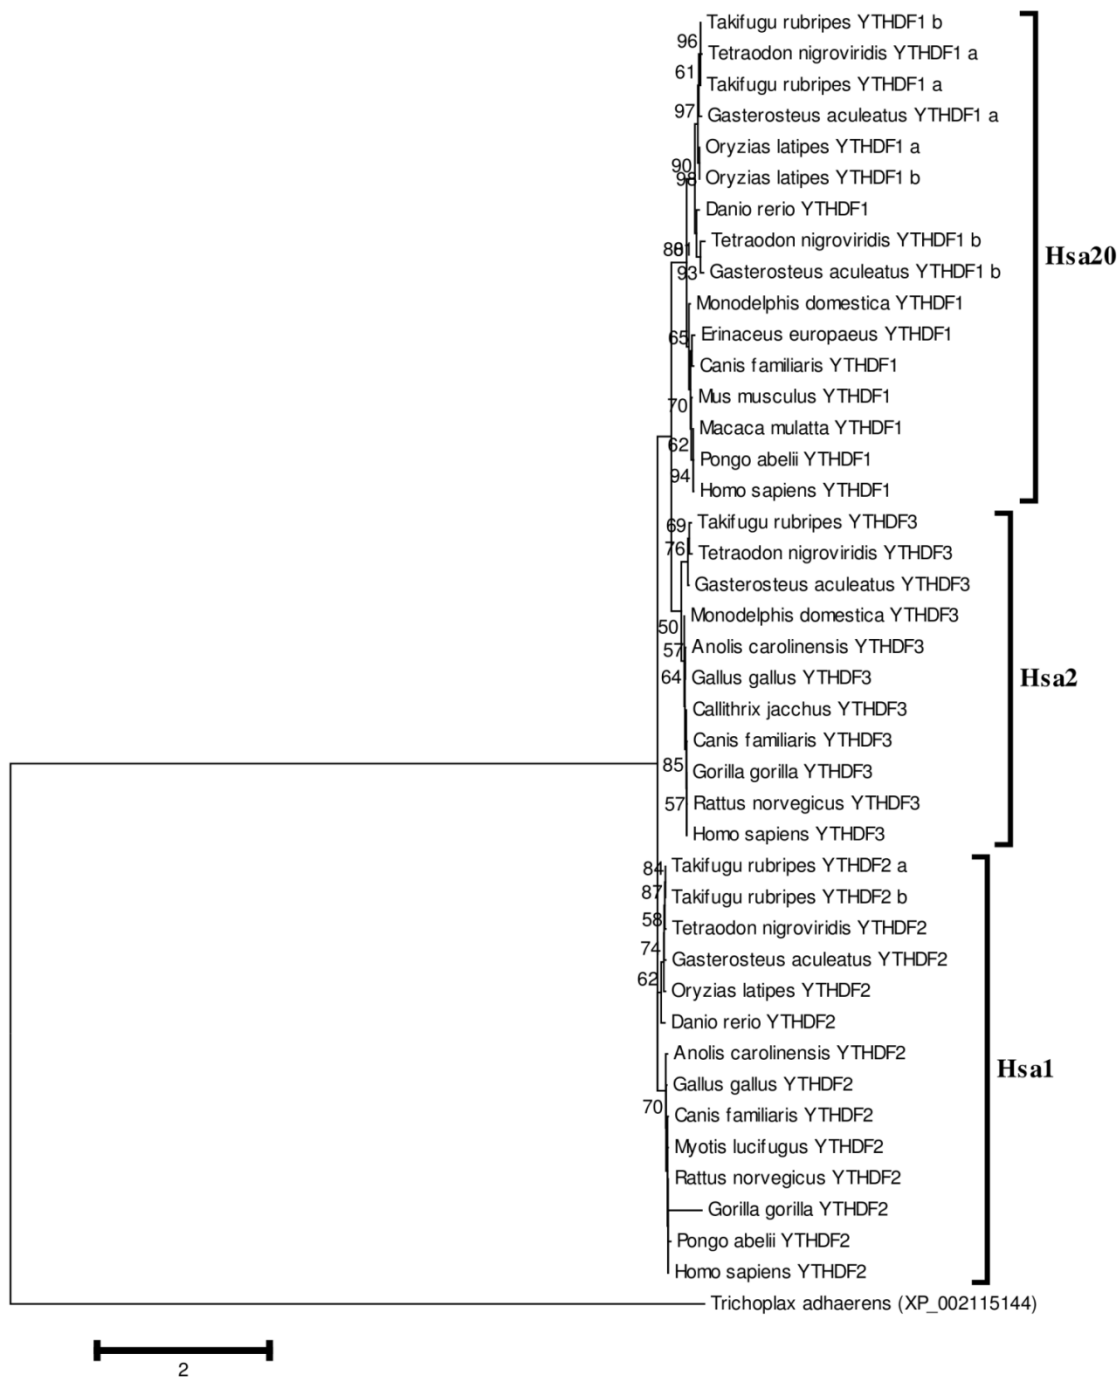 Takifugu rubripes YTHDF1 b
96
Tetraodon nigroviridis YTHDF1 a
61
Takifugu rubripes YTHDF1 a
97
Gasterosteus aculeatus YTHDF1 a
Oryzias latipes YTHDF1 a
90
98
Oryzias latipes YTHDF1 b
Danio rerio YTHDF1
Tetraodon nigroviridis YTHDF1 b
Hsa20
93
Gasterosteus aculeatus YTHDF1 b
Monodelphis domestica YTHDF1
65
Erinaceus europaeus YTHDF1
Canis familiaris YTHDF1
Mus musculus YTHDF1
70
Macaca mulatta YTHDF1
62
Pongo abelii YTHDF1
94
Homo sapiens YTHDF1
69
Takifugu rubripes YTHDF3
76
Tetraodon nigroviridis YTHDF3
Gasterosteus aculeatus YTHDF3
Monodelphis domestica YTHDF3
50
57
Anolis carolinensis YTHDF3
64
Gallus gallus YTHDF3
Hsa2
Callithrix jacchus YTHDF3
Canis familiaris YTHDF3
85
Gorilla gorilla YTHDF3
57
Rattus norvegicus YTHDF3
Homo sapiens YTHDF3
84
Takifugu rubripes YTHDF2 a
87
Takifugu rubripes YTHDF2 b
58
Tetraodon nigroviridis YTHDF2
74
Gasterosteus aculeatus YTHDF2
62
Oryzias latipes YTHDF2
Danio rerio YTHDF2
Anolis carolinensis YTHDF2
Hsa1
Gallus gallus YTHDF2
70
Canis familiaris YTHDF2
Myotis lucifugus YTHDF2
Rattus norvegicus YTHDF2
Gorilla gorilla YTHDF2
Pongo abelii YTHDF2
Homo sapiens YTHDF2
Trichoplax adhaerens (XP_002115144)
2